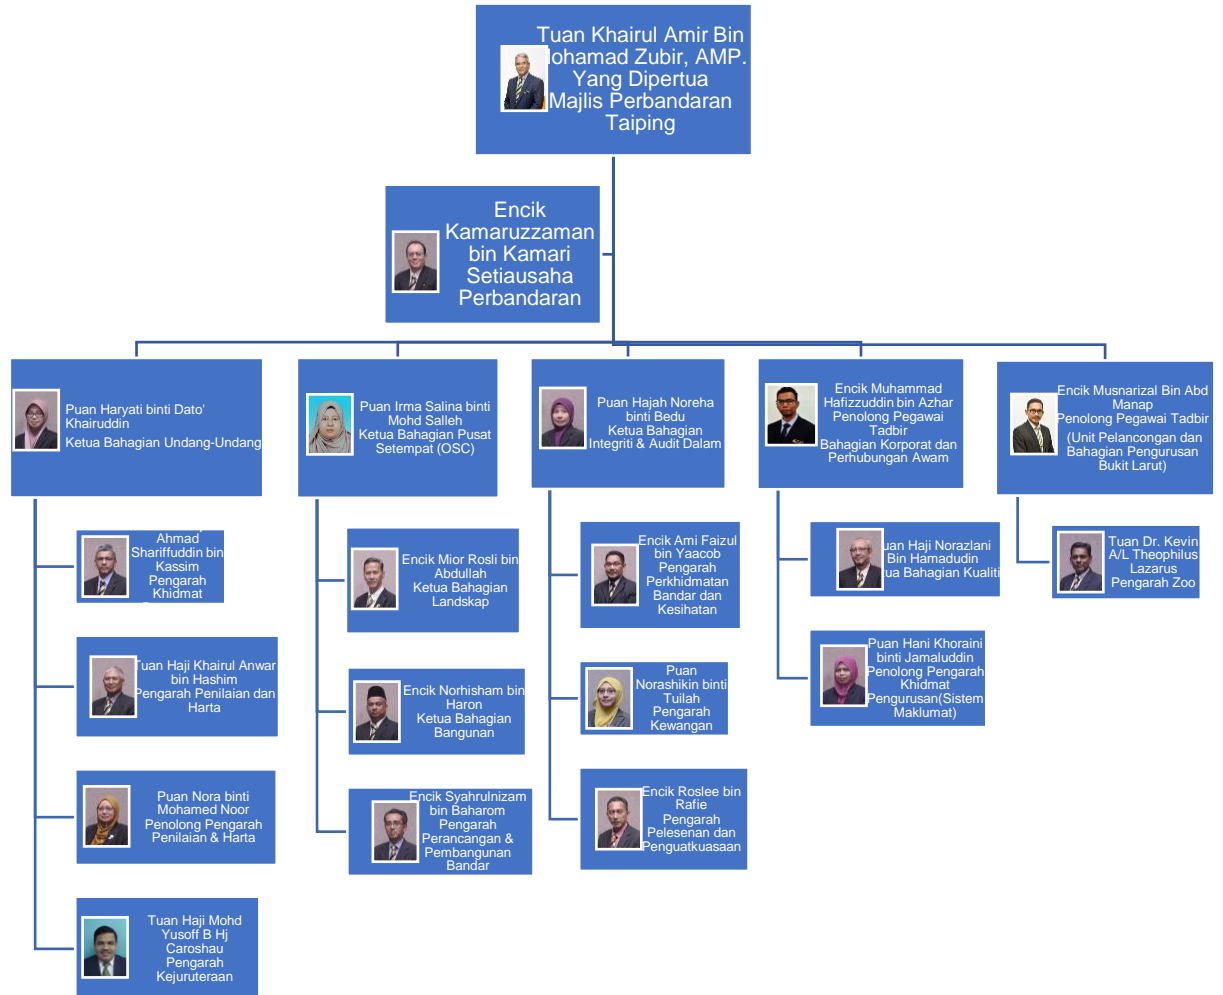 Tuan Khairul Amir Bin
Mohamad Zubir, AMP.
Yang Dipertua
Majlis Perbandaran
Taiping
Encik
Kamaruzzaman
bin Kamari
Setiausaha
Perbandaran
Puan Haryati binti Dato'
Khairuddin
Ketua Bahagian Undang-Undang
Puan Irma Salina binti
Mohd Salleh
Ketua Bahagian Pusat
Setempat (OSC)
Puan Hajah Noreha
binti Bedu
Ketua Bahagian
Integriti & Audit Dalam
Encik Muhammad
Hafizzuddin bin Azhar
Penolong Pegawai
Tadbir
Bahagian Korporat dan
Perhubungan Awam
Encik Musnarizal Bin Abd
Manap
Penolong Pegawai Tadbir
(Unit Pelancongan dan
Bahagian Pengurusan
Bukit Larut)
Ahmad
Shariffuddin bin
Kassim
Pengarah
Khidmat
Tuan Haji Khairul Anwar
bin Hashim
Pengarah Penilaian dan
Harta
Puan Nora binti
Mohamed Noor
Penolong Pengarah
Penilaian & Harta
Tuan Haji Mohd
Yusoff B Hj
Caroshau
Pengarah
Kejuruteraan
Encik Mior Rosli bin
Abdullah
Ketua Bahagian
Landskap
Encik Norhisham bin
Haron
Ketua Bahagian
Bangunan
Encik Syahrulnizam
bin Baharom
Pengarah
Perancangan &
Pembangunan
Bandar
Encik Ami Faizul
bin Yaacob
Pengarah
Perkhidmatan
Bandar dan
Kesihatan
Puan
Norashikin binti
Tuilah
Pengarah
Kewangan
Encik Roslee bin
Rafie
Pengarah
Pelesenan dan
Penguatkuasaan
Tuan Haji Norazlani
Bin Hamadudin
Ketua Bahagian Kualiti
Puan Hani Khoraini
binti Jamaluddin
Penolong Pengarah
Khidmat
Pengurusan(Sistem
Maklumat)
Tuan Dr. Kevin
A/L Theophilus
Lazarus
Pengarah Zoo